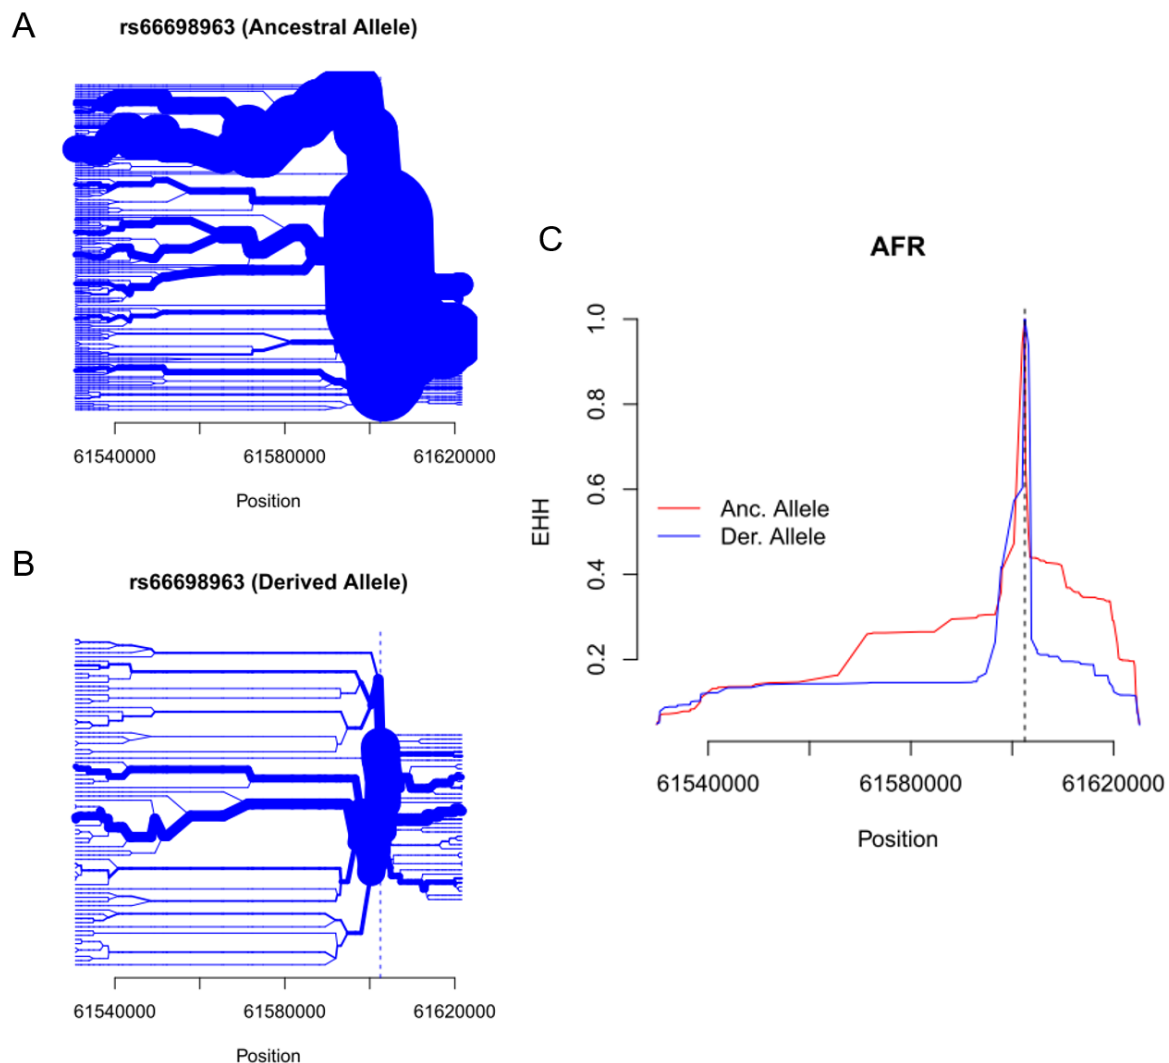 A
rs66698963 (Ancestral Allele)
61540000 61580000 61620000
Position
B
rs66698963 (Derived Allele)
61540000 61580000 61620000
Position
C
AFR
1.0
0.8
0.6
0.4
0.2
EHH
Anc. Allele
Der. Allele
61540000 61580000 61620000
Position